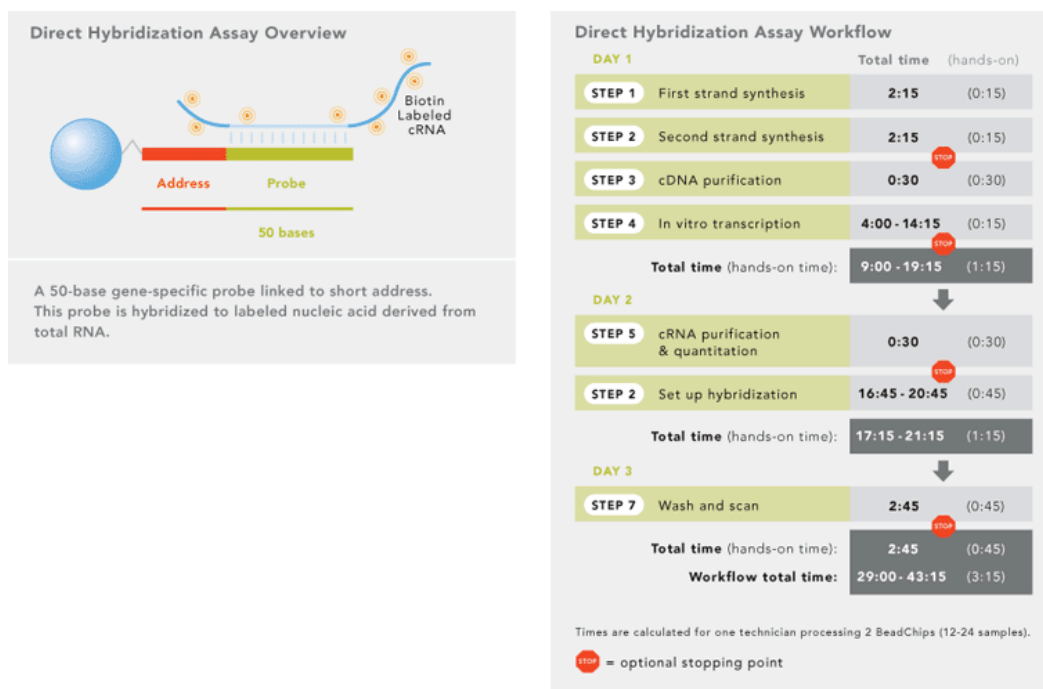 Direct Hybridization Assay Overview
Biotin
Labeled
cRNA
Address
Probe
50 bases
A 50-base gene-specific probe linked to short address.
This probe is hybridized to labeled nucleic acid derived from
total RNA.
Direct Hybridization Assay Workflow
DAY 1 Total time (hands-on)
STEP 1 First strand synthesis 2:15 (0:15)
STEP 2 Second strand synthesis 2:15 (0:15)
STOP
STEP 3 cDNA purification 0:30 (0:30)
STEP 4 In vitro transcription 4:00 - 14:15 (0:15)
STOP
Total time (hands-on time): 9:00 - 19:15 (1:15)
DAY 2
STEP 5 cRNA purification
& quantitation 0:30 (0:30)
STOP
STEP 2 Set up hybridization 16:45 - 20:45 (0:45)
Total time (hands-on time): 17:15 - 21:15 (1:15)
DAY 3
STEP 7 Wash and scan 2:45 (0:45)
STOP
Total time (hands-on time): 2:45 (0:45)
Workflow total time: 29:00 - 43:15 (3:15)
Times are calculated for one technician processing 2 BeadChips (12-24 samples).
STOP = optional stopping point